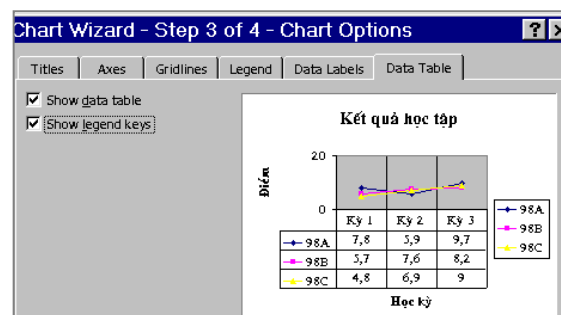 Chart Wizard - Step 3 of 4 - Chart Options
Titles Axes Gridlines Legend Data Labels Data Table
Show data table
Show legend keys
Kết quả học tập
Điểm
20
0
Kỳ 1 Kỳ 2 Kỳ 3
98A 7,8 5,9 9,7
98B 5,7 7,6 8,2
98C 4,8 6,9 9
Học kỳ
98A
98B
98C